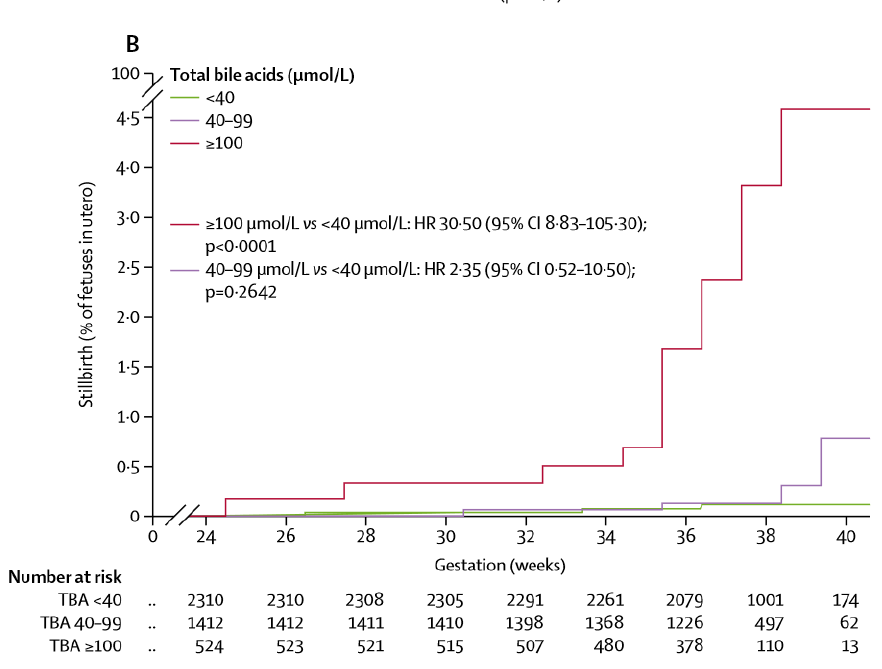 B
100
Total bile acids (μmol/L)
<40
4·5
40–99
≥100
4·0
3·0
≥100 μmol/L vs <40 μmol/L: HR 30·50 (95% CI 8·83–105·30);
p<0·0001
2·5
40–99 μmol/L vs <40 μmol/L: HR 2·35 (95% CI 0·52–10·50);
p=0·2642
2·0
1·5
1·0
0·5
0
Stillbirth (% of fetuses in utero)
0 24 26 28 30 32 34 36 38 40
Gestation (weeks)
Number at risk
TBA <40 .. 2310 2310 2308 2305 2291 2261 2079 1001 174
TBA 40–99 .. 1412 1412 1411 1410 1398 1368 1226 497 62
TBA ≥100 .. 524 523 521 515 507 480 378 110 13